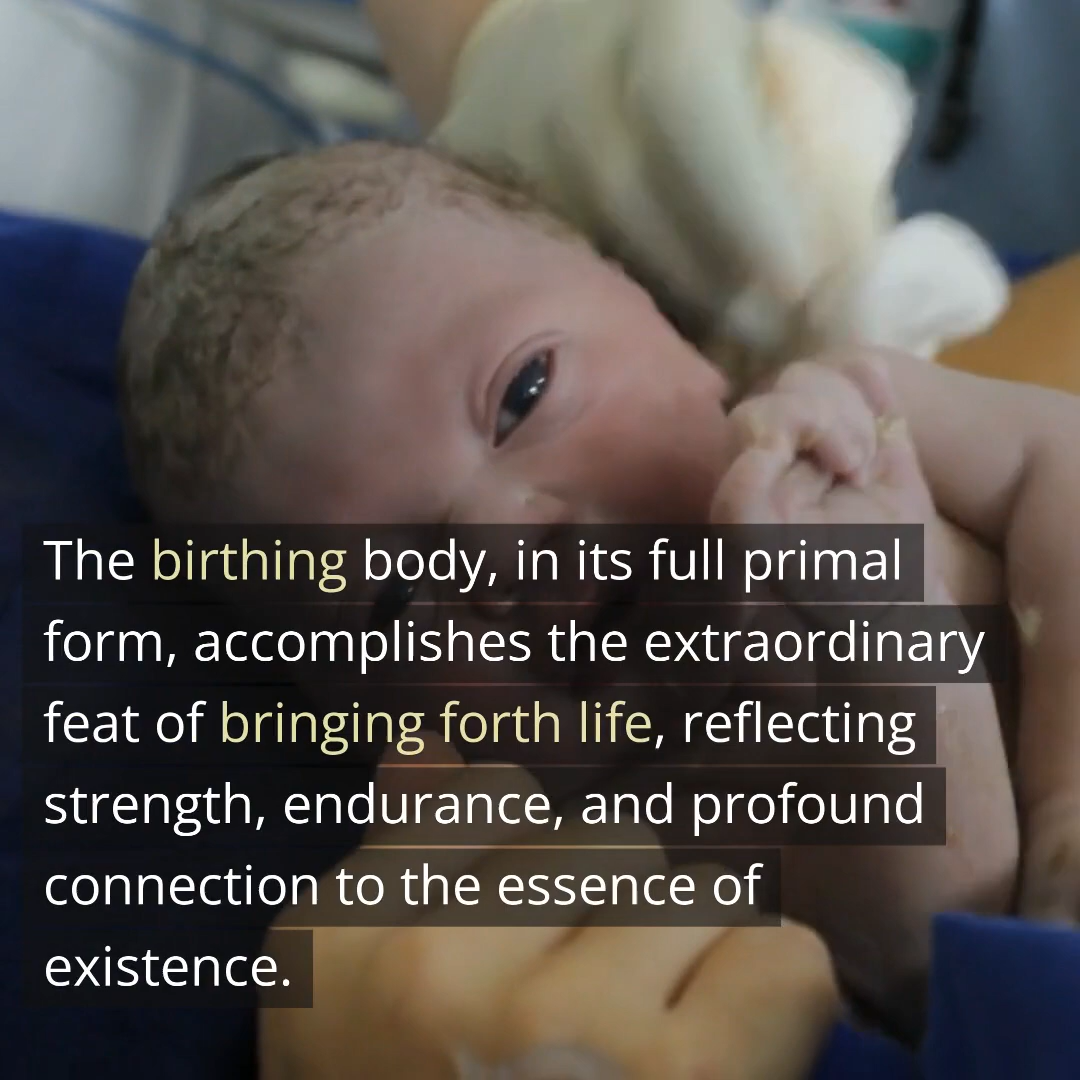 The birthing body, in its full primal
form, accomplishes the extraordinary
feat of bringing forth life, reflecting
strength, endurance, and profound
connection to the essence of
existence.